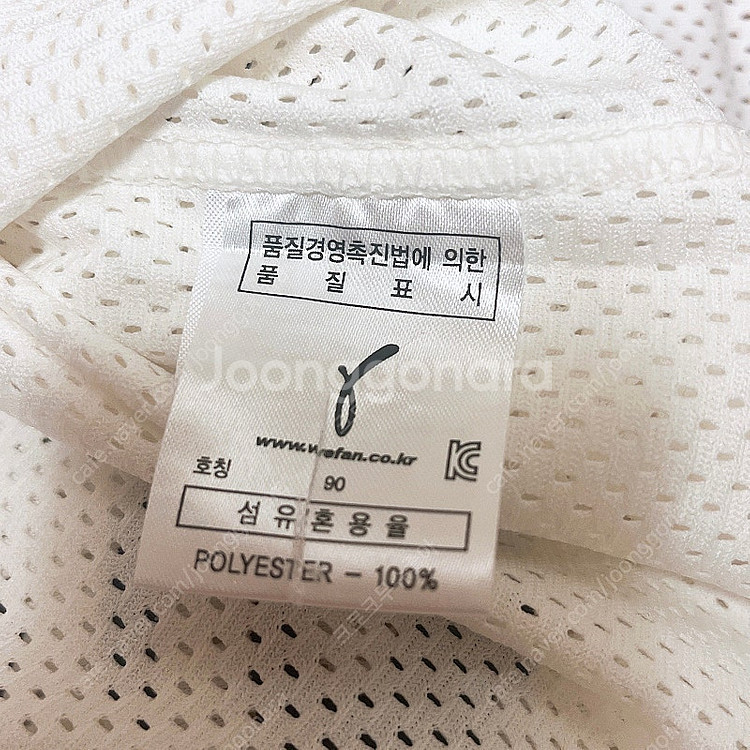 품질경영촉진법에 의한
품 질 표 시
Joonggonara
www.wefan.co.kr
호칭 90
섬유/혼용율
POLYESTER - 100%